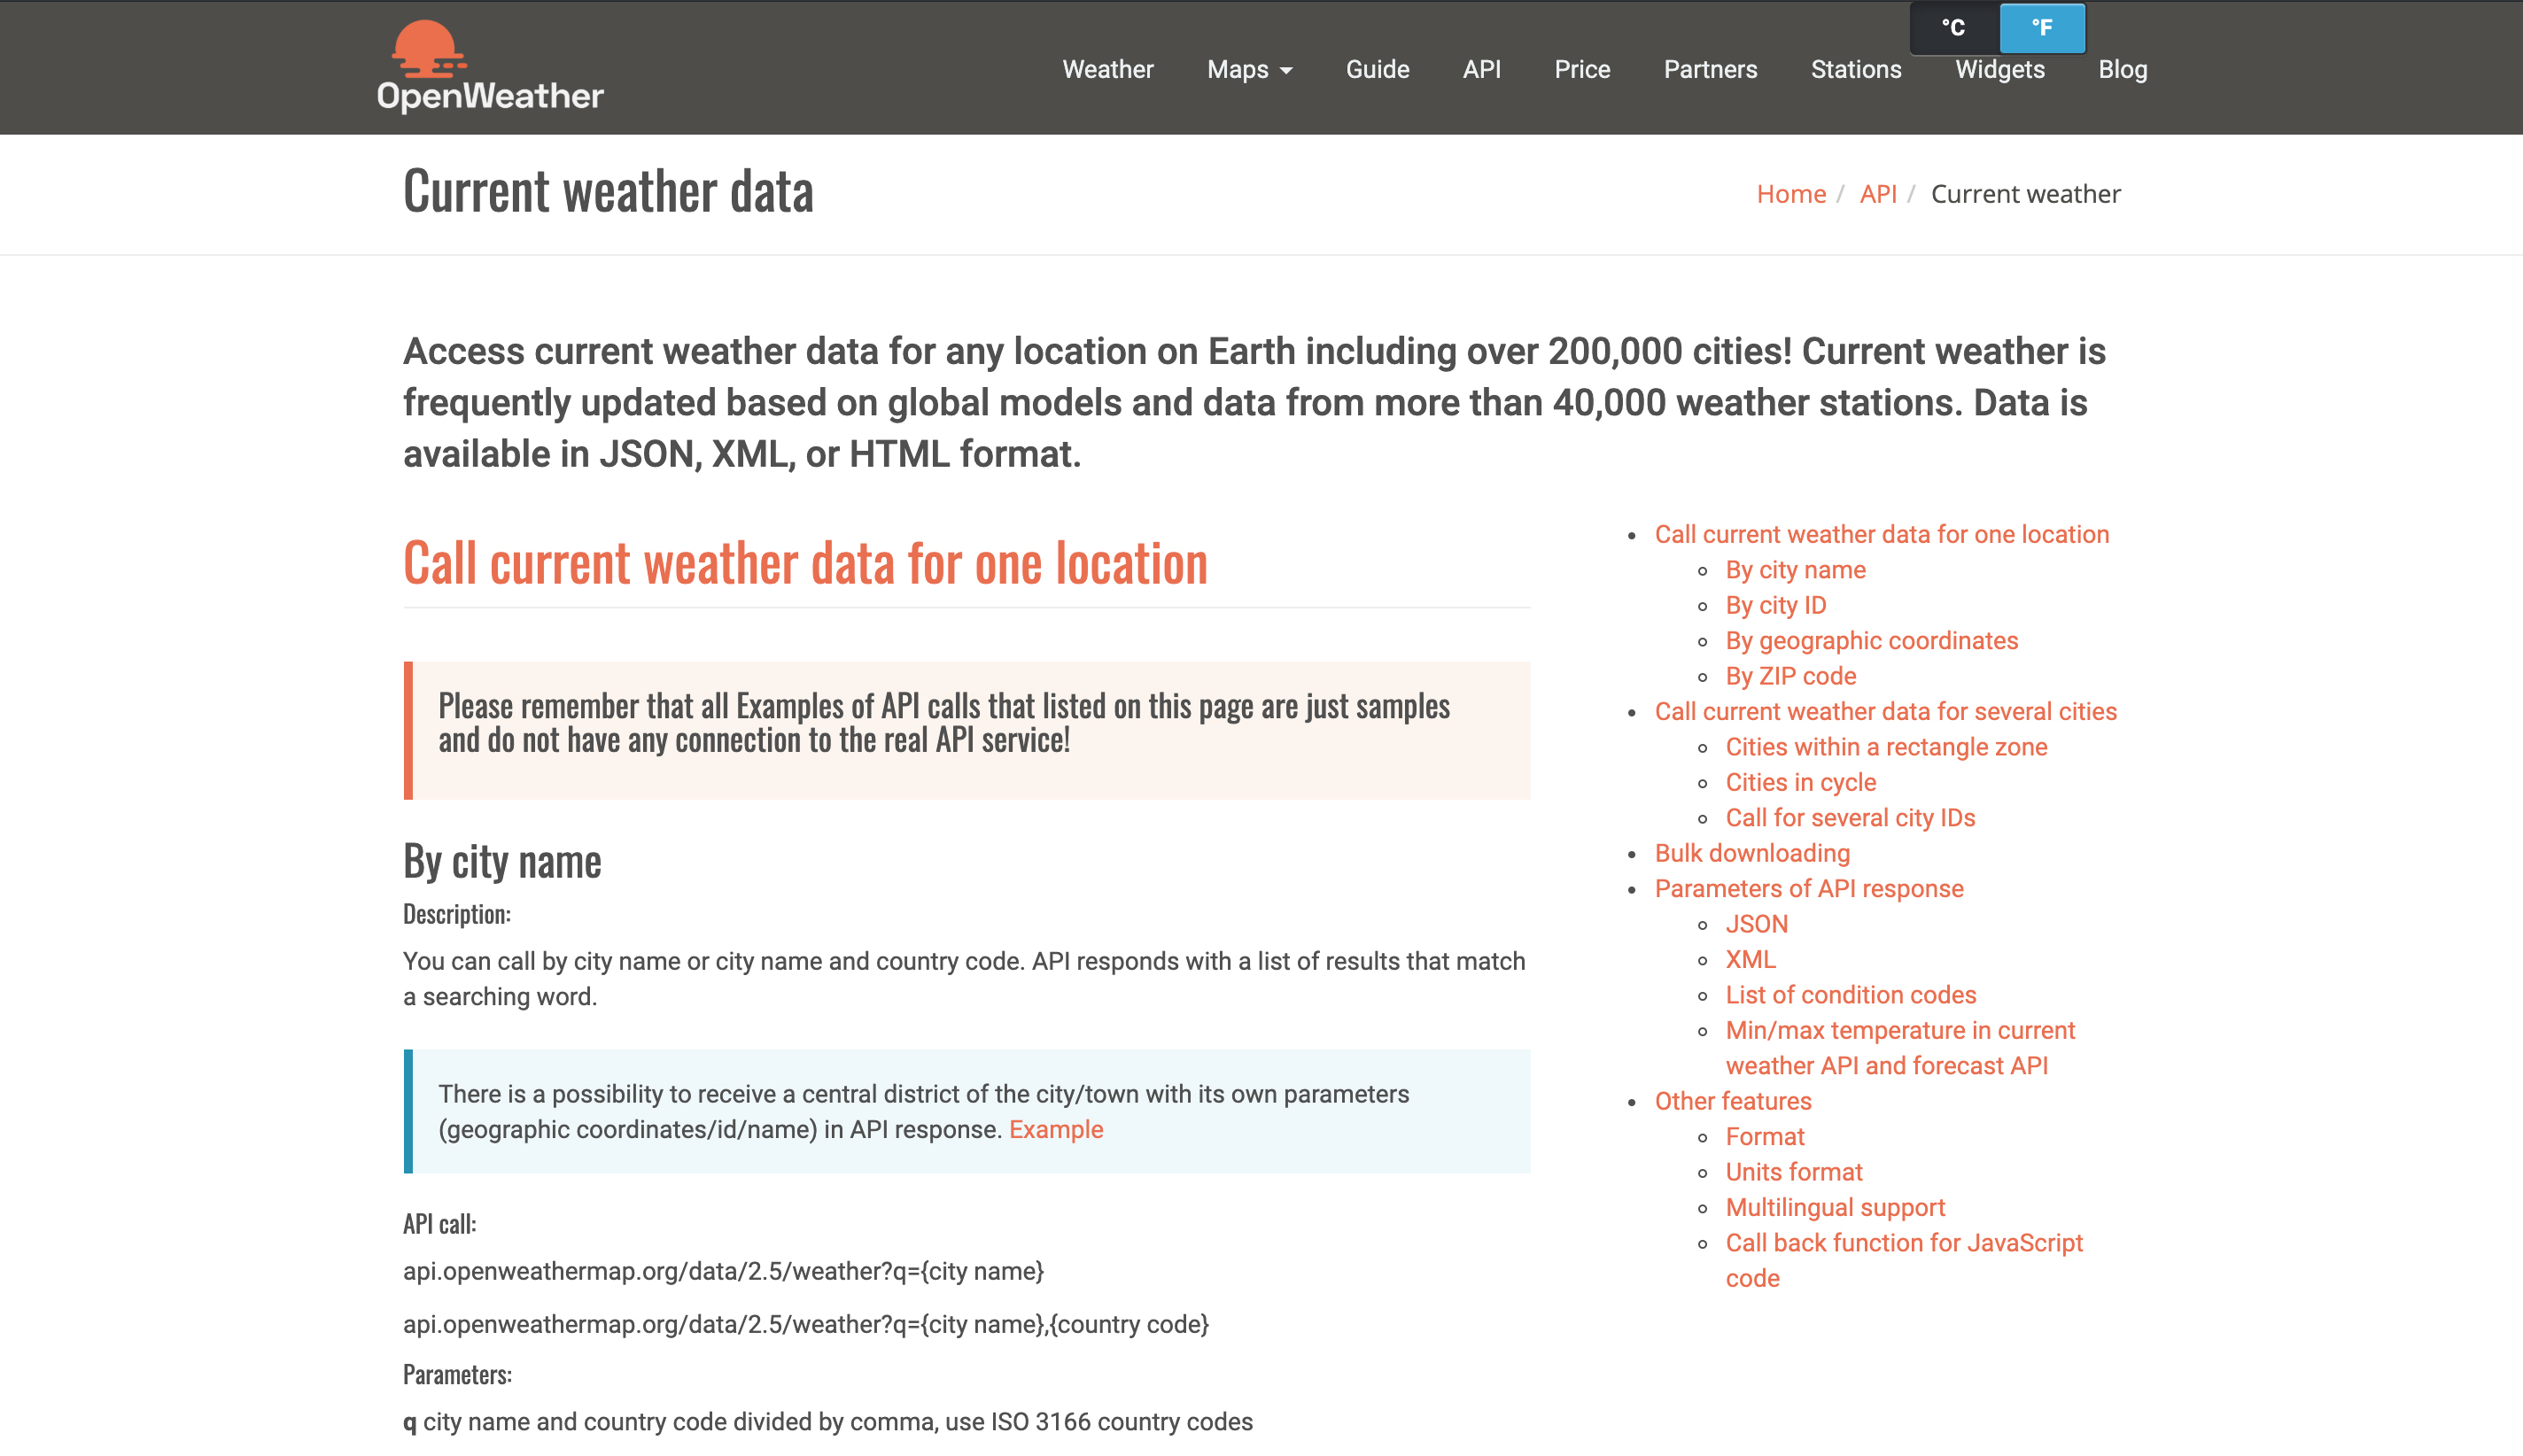 °C °F
OpenWeather
Weather Maps Guide API Price Partners Stations Widgets Blog
Current weather data
Home / API / Current weather
Access current weather data for any location on Earth including over 200,000 cities! Current weather is
frequently updated based on global models and data from more than 40,000 weather stations. Data is
available in JSON, XML, or HTML format.
Call current weather data for one location
Please remember that all Examples of API calls that listed on this page are just samples
and do not have any connection to the real API service!
By city name
Description:
You can call by city name or city name and country code. API responds with a list of results that match
a searching word.
There is a possibility to receive a central district of the city/town with its own parameters
(geographic coordinates/id/name) in API response. Example
API call:
api.openweathermap.org/data/2.5/weather?q={city name}
api.openweathermap.org/data/2.5/weather?q={city name},{country code}
Parameters:
q city name and country code divided by comma, use ISO 3166 country codes
Call current weather data for one location
By city name
By city ID
By geographic coordinates
By ZIP code
Call current weather data for several cities
Cities within a rectangle zone
Cities in cycle
Call for several city IDs
Bulk downloading
Parameters of API response
JSON
XML
List of condition codes
Min/max temperature in current
weather API and forecast API
Other features
Format
Units format
Multilingual support
Call back function for JavaScript
code